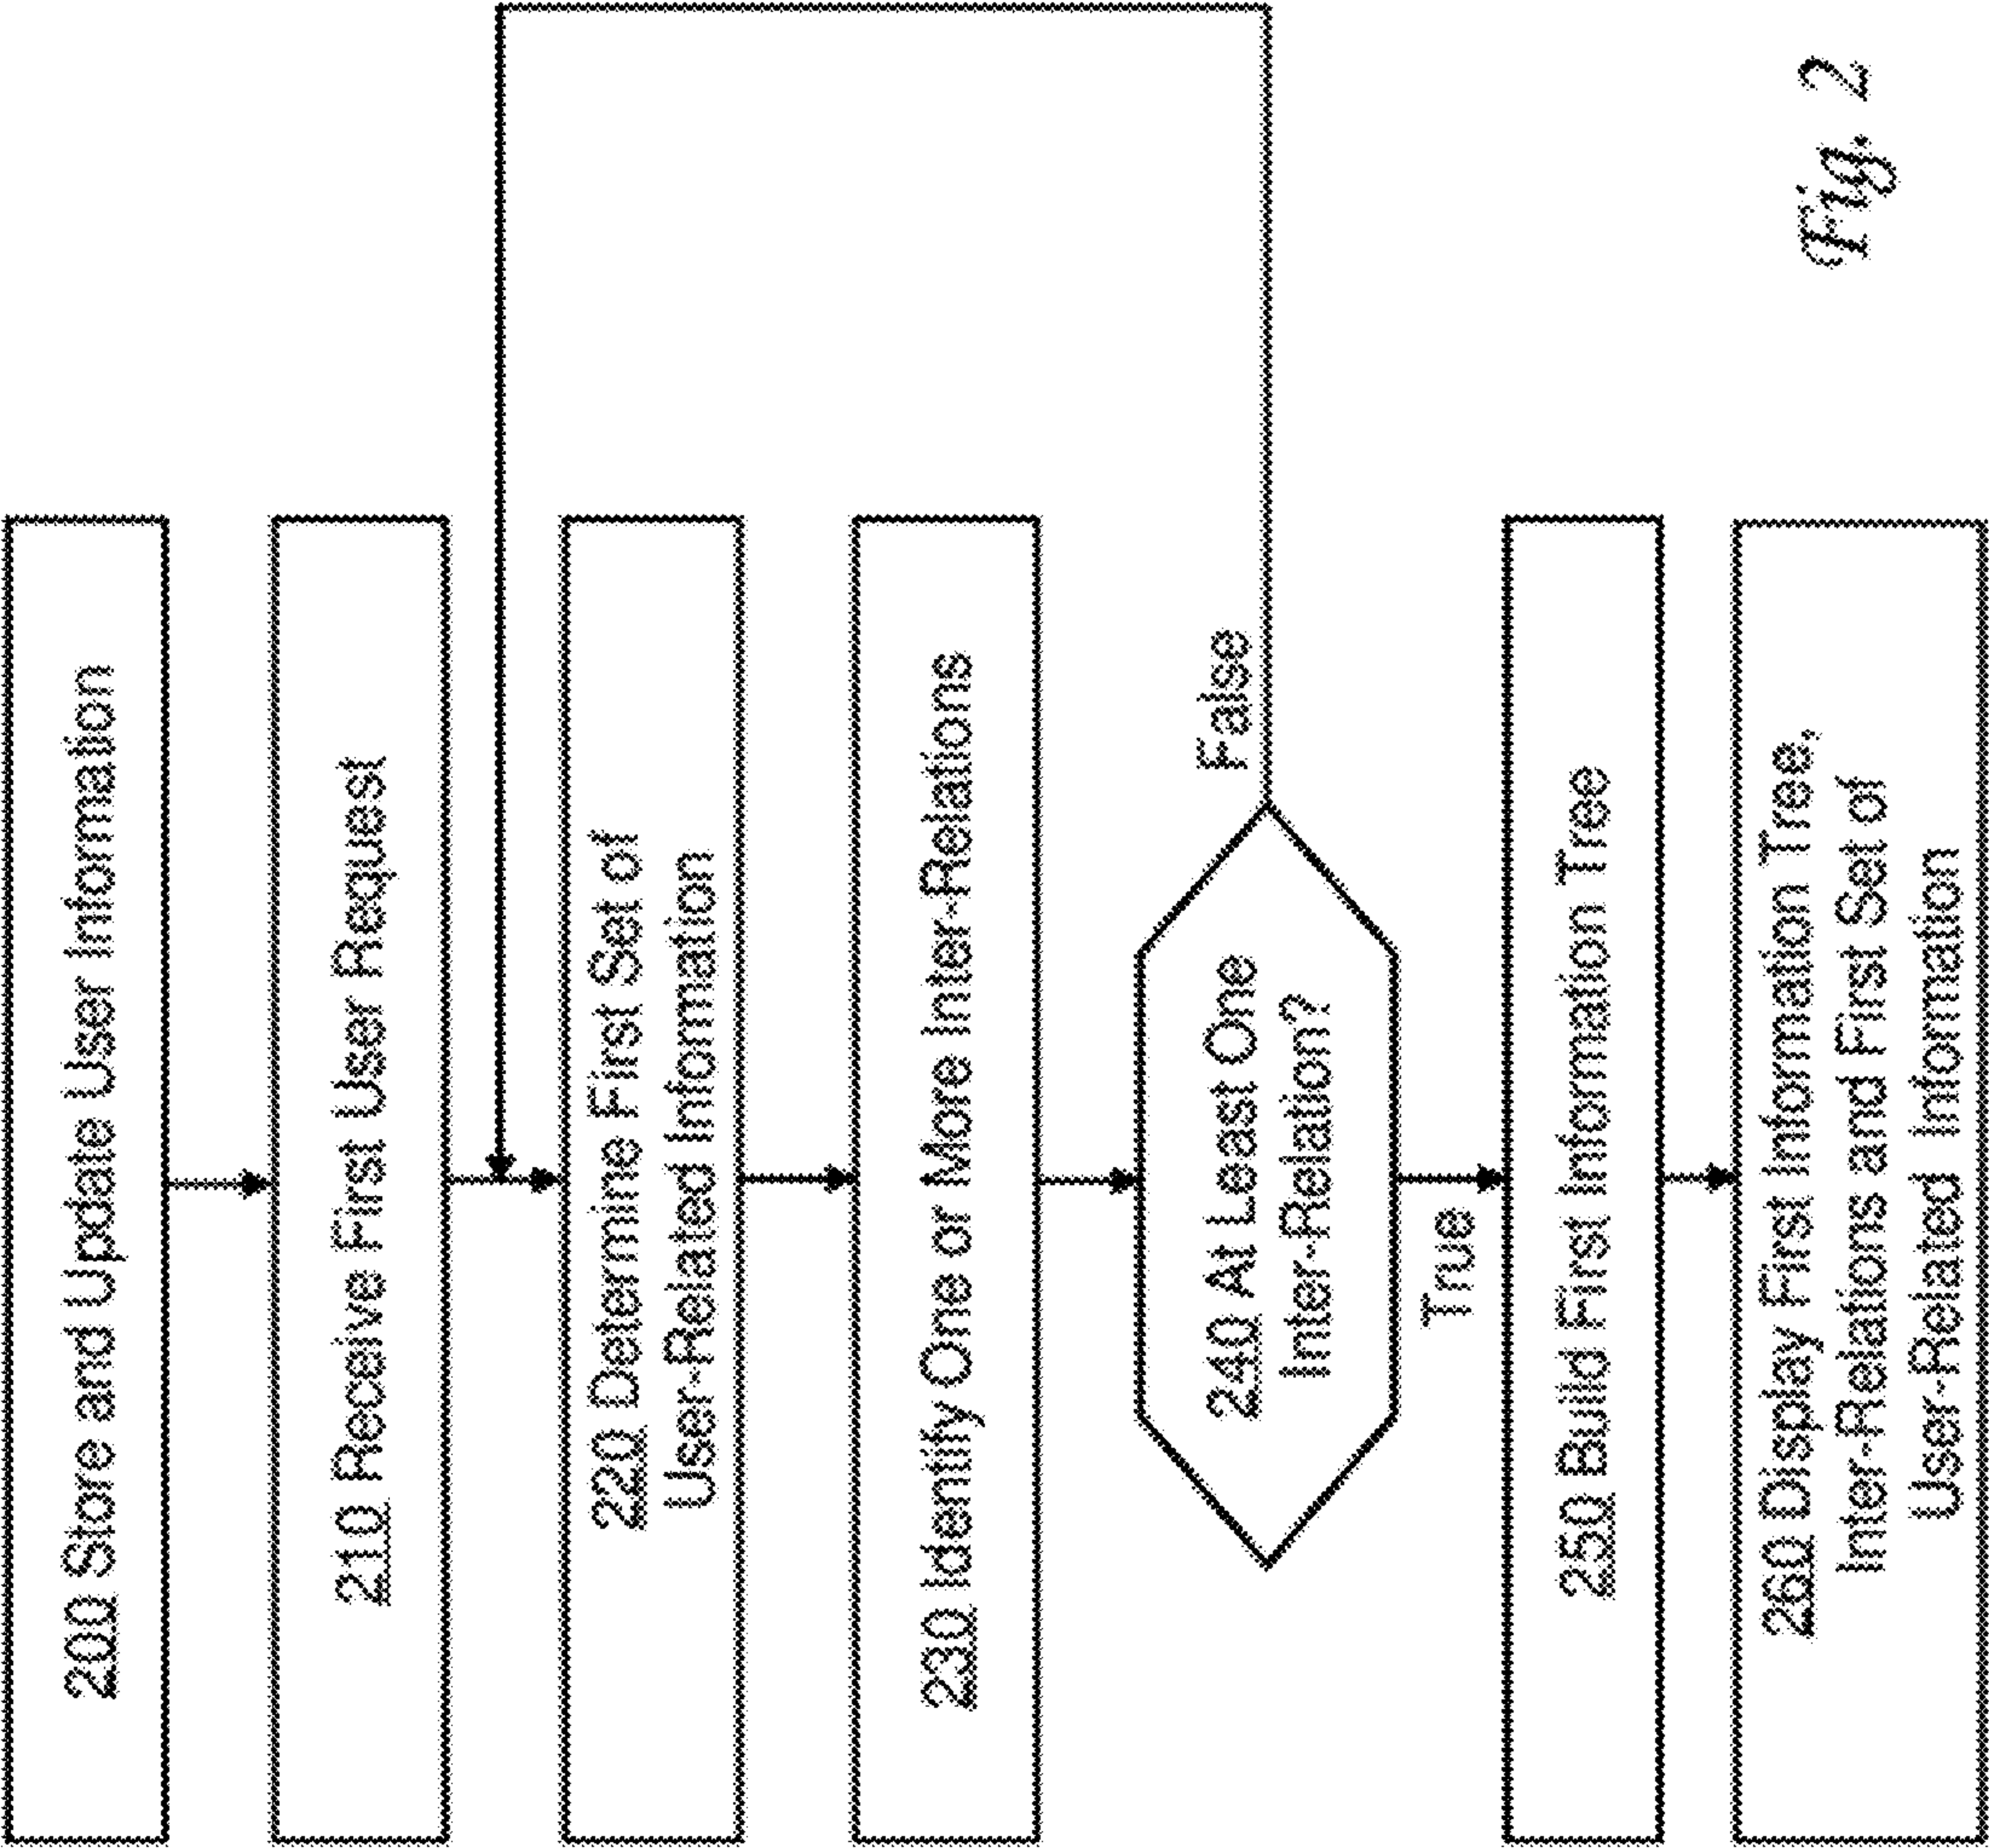 200 Store and Update User Information
210 Receive First User Request
220 Determine First Set of
User-Related Information
230 Identify One or More Inter-Relations
240 At Least One
Inter-Relation?
False
True
250 Build First Information Tree
260 Display First Information Tree,
Inter-Relations and First Set of
User-Related Information
Fig. 2